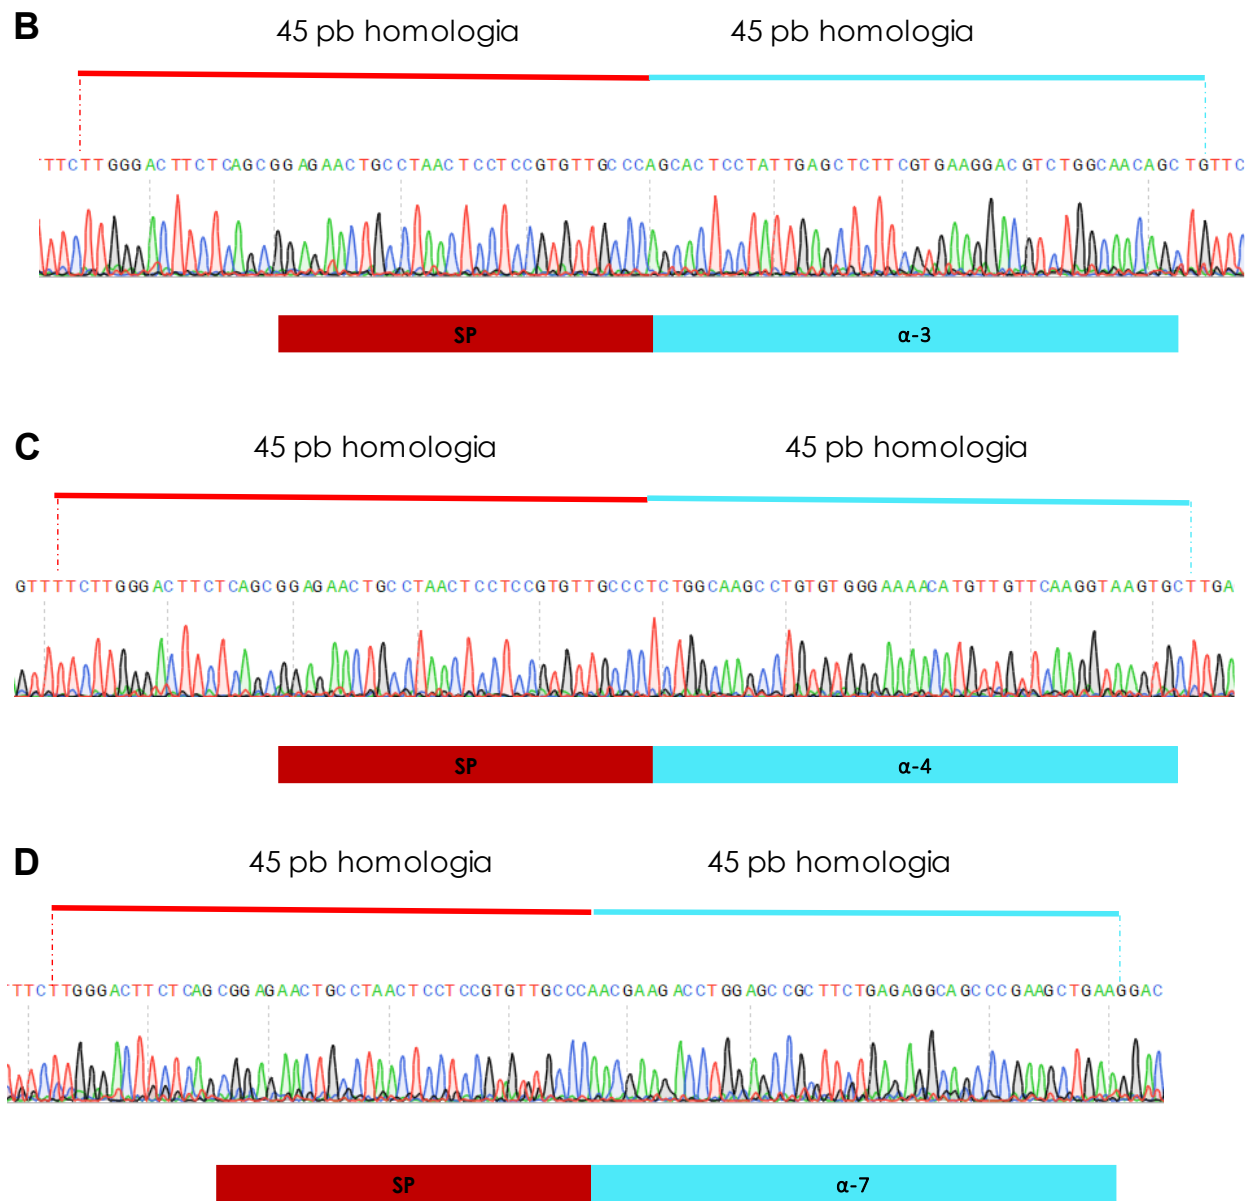 B
45 pb homologia 45 pb homologia
TTCTTGGGACTTCTCAGCGGAGAACTGCCTAACTCCTCCGTGTTGCCCAGCACTCCTATTGAGCTCTTCGTGAAGGACGTCTGGCAACAGCTGTTC
SP α-3
C
45 pb homologia 45 pb homologia
GTTTTCTTGGGACTTCTCAGCGGAGAACTGCCTAACTCCTCCGTGTTGCCCTCTGGCAAGCCTGTGTGGGAAAACATGTTGTTCAAGGTAAGTGCTTGA
SP α-4
D
45 pb homologia 45 pb homologia
TTCTTGGGACTTCTCAGCGGAGAACTGCCTAACTCCTCCGTGTTGCCCAACGAAGACCTGGAGCCGCTTCTGAGAGGCAGCCCGAAGCTGAAGGAC
SP α-7